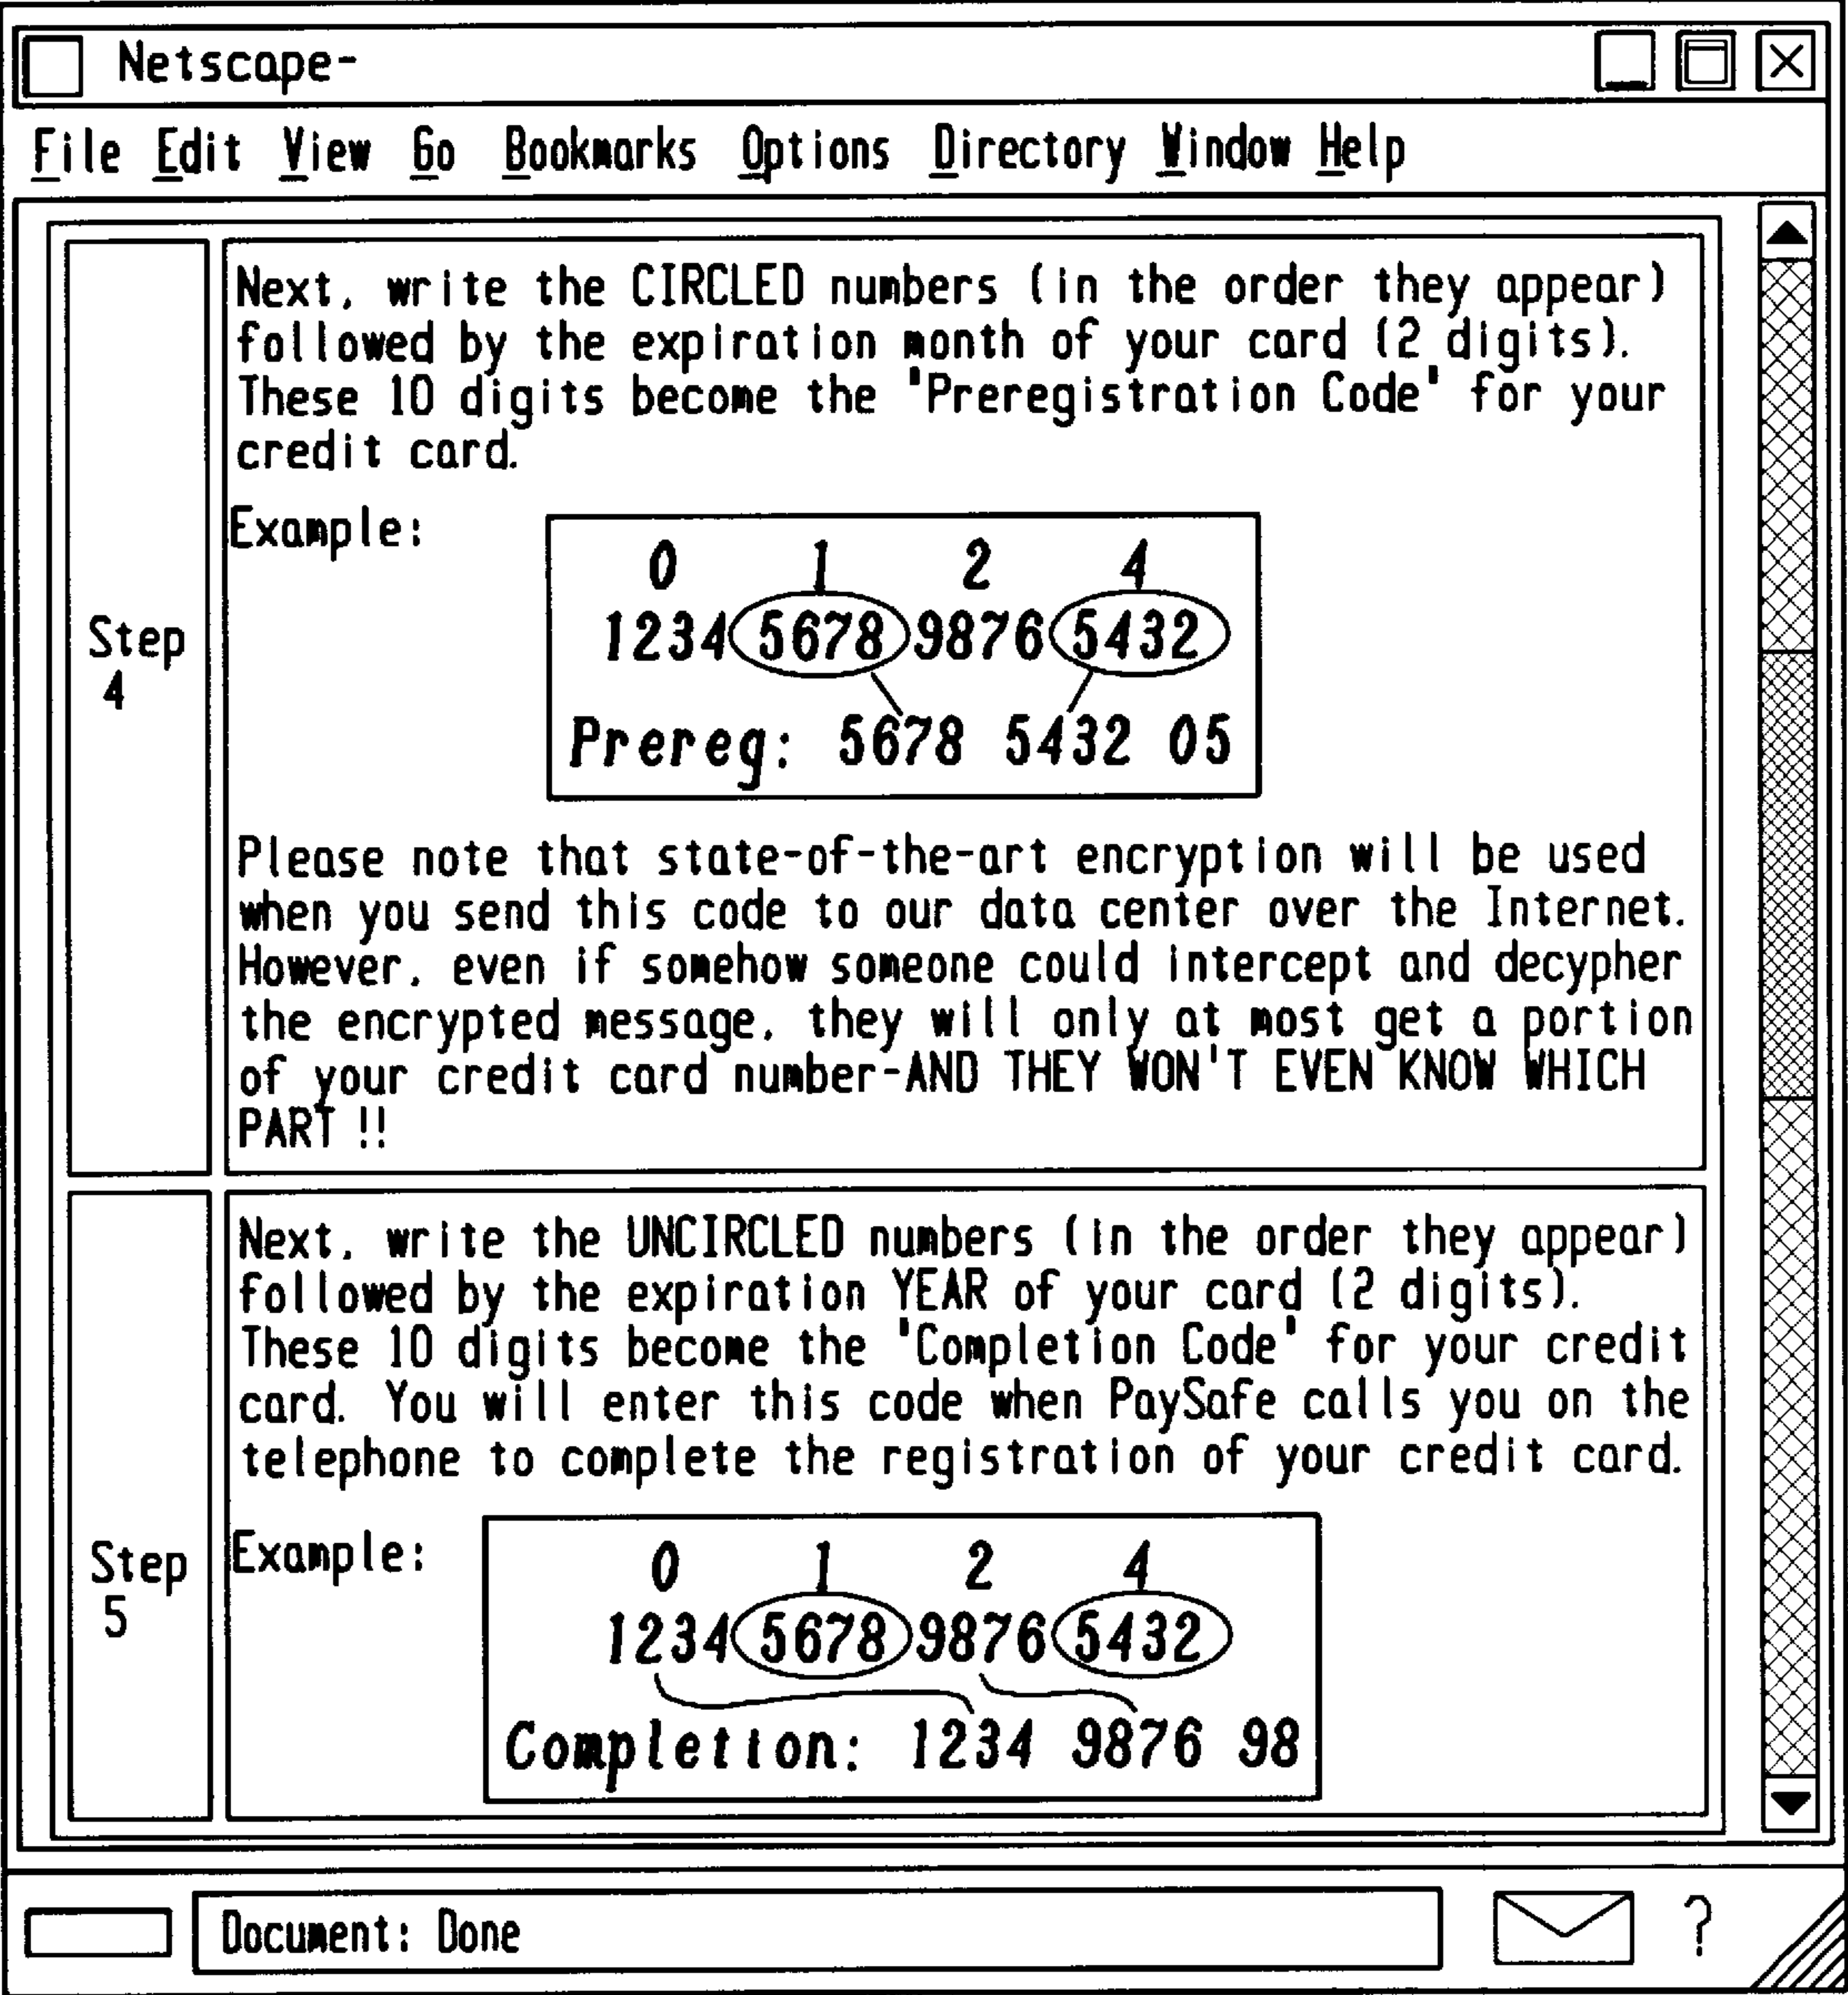 Netscape-
File Edit View Go Bookmarks Options Directory Window Help
Next, write the CIRCLED numbers (in the order they appear)
followed by the expiration month of your card (2 digits).
These 10 digits become the "Preregistration Code" for your
credit card.
Example:
0 1 2 4
1234 5678 9876 5432
Prereg: 5678 5432 05
Step
4
Please note that state-of-the-art encryption will be used
when you send this code to our data center over the Internet.
However, even if somehow someone could intercept and decypher
the encrypted message, they will only at most get a portion
of your credit card number-AND THEY WON'T EVEN KNOW WHICH
PART !!
Next, write the UNCIRCLED numbers (in the order they appear)
followed by the expiration YEAR of your card (2 digits).
These 10 digits become the "Completion Code" for your credit
card. You will enter this code when PaySafe calls you on the
telephone to complete the registration of your credit card.
Step
5
Example:
0 1 2 4
1234 5678 9876 5432
Completion: 1234 9876 98
Document: Done
?